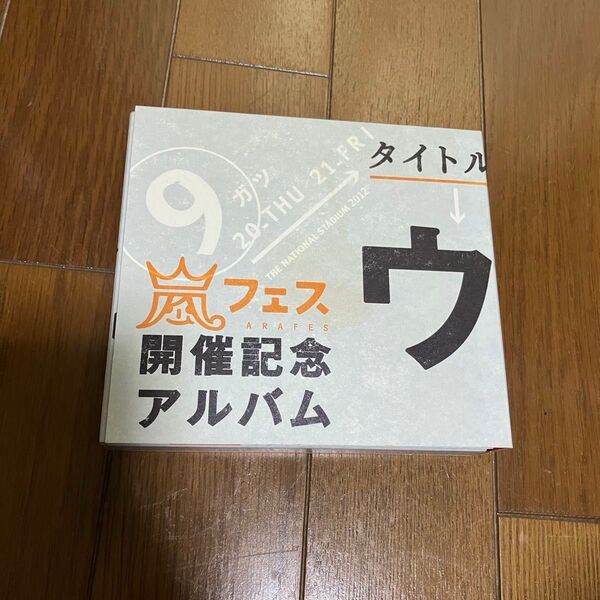 9
ガツ
20-THU 21-FRI
THE NATIONAL STADIUM 2012
タイトル
ウ
嵐フェス
ARAFES
開催記念
アルバム